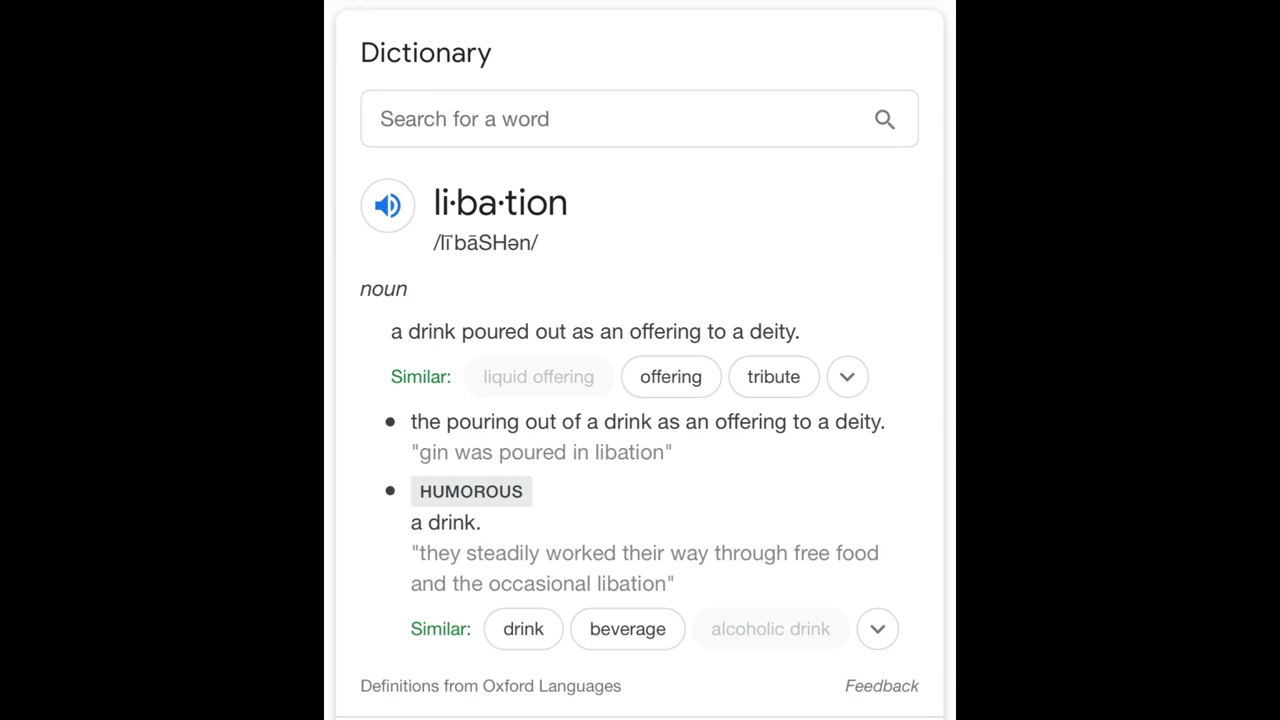 Dictionary
Search for a word
li·ba·tion
/līˈbāSHən/
noun
a drink poured out as an offering to a deity.
Similar: liquid offering offering tribute
• the pouring out of a drink as an offering to a deity.
"gin was poured in libation"
• HUMOROUS
a drink.
"they steadily worked their way through free food
and the occasional libation"
Similar: drink beverage alcoholic drink
Definitions from Oxford Languages Feedback